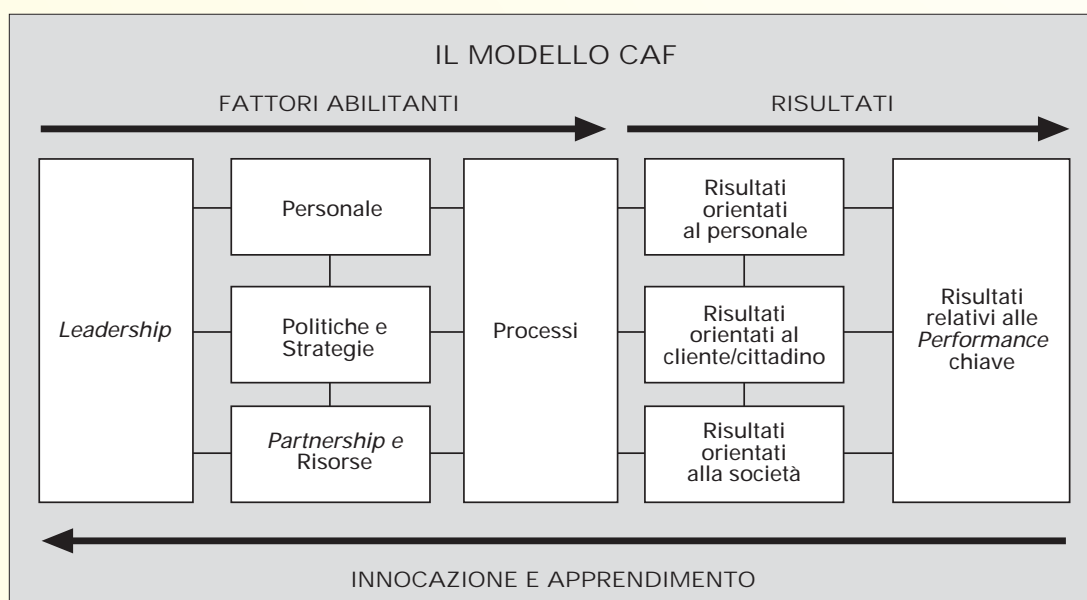 IL MODELLO CAF
FATTORI ABILITANTI
RISULTATI
Leadership
Personale
Politiche e
Strategie
Partnership e
Risorse
Processi
Risultati
orientati
al personale
Risultati
orientati al
cliente/cittadino
Risultati
orientati
alla società
Risultati
relativi alle
Performance
chiave
INNOCAZIONE E APPRENDIMENTO